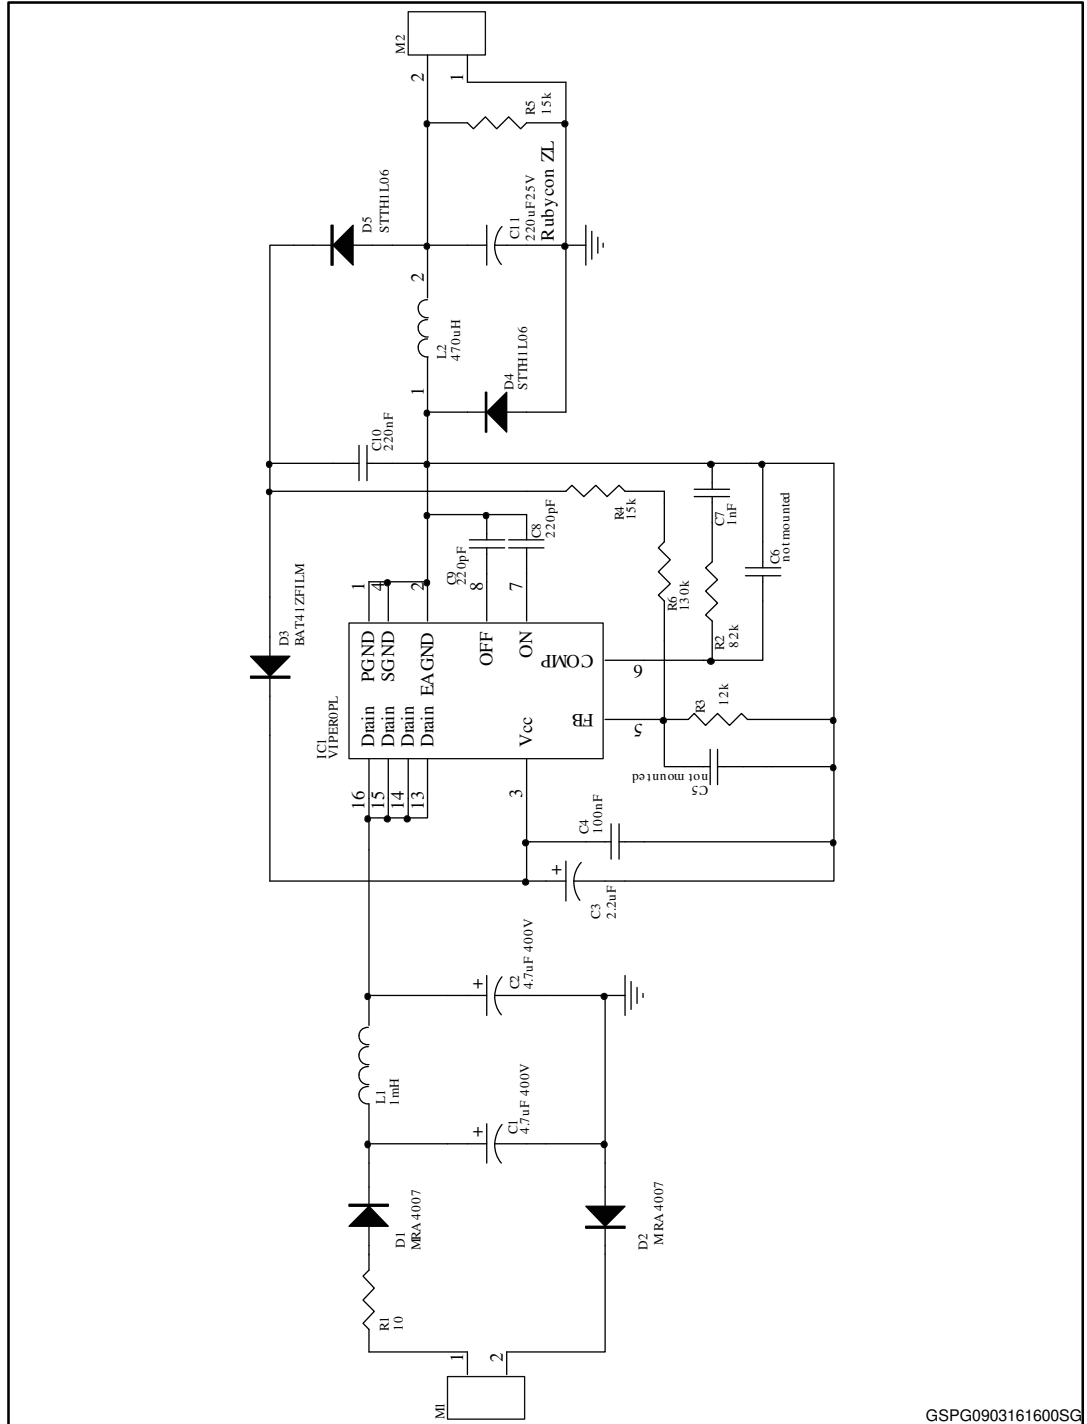 M2
2
1
R5
15k
D5
STTH1L06
C11
220uF25V
Rubycon ZL
2
L2
470uH
1
D4
STTH1L06
C10
220nF
R4
15k
C7
1nF
C6
not mounted
C8
220pF
C9
220pF
8
7
1
4
2
R6
130k
R2
82k
D3
BAT41ZFILM
PGND
SGND
EAGND
OFF
ON
COMP
6
IC1
VIPER0PL
Drain
Drain
Drain
Drain
Vcc
FB
5
R3
12k
C5
not mounted
16
15
14
13
3
C4
100nF
+
C3
2.2uF
+
C2
4.7uF 400V
L1
1mH
+
C1
4.7uF 400V
D1
MRA4007
D2
MRA4007
R1
10
1
2
M1
GSPG0903161600SG